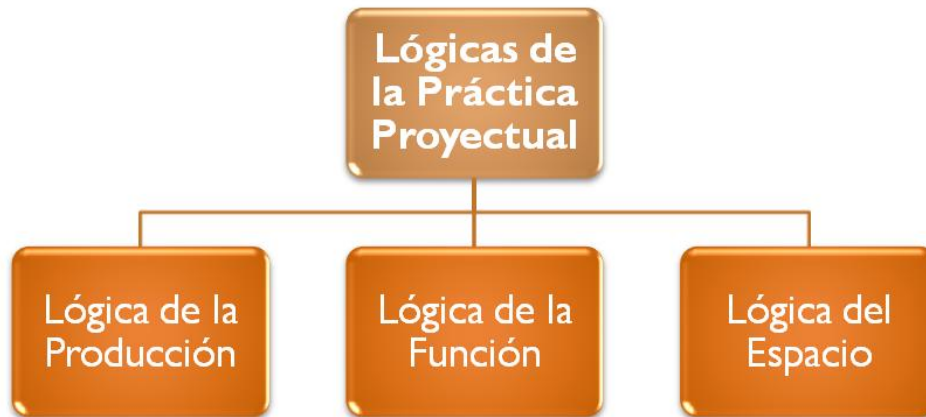 Lógicas de
la Práctica
Proyectual
Lógica de la
Producción
Lógica de la
Función
Lógica del
Espacio